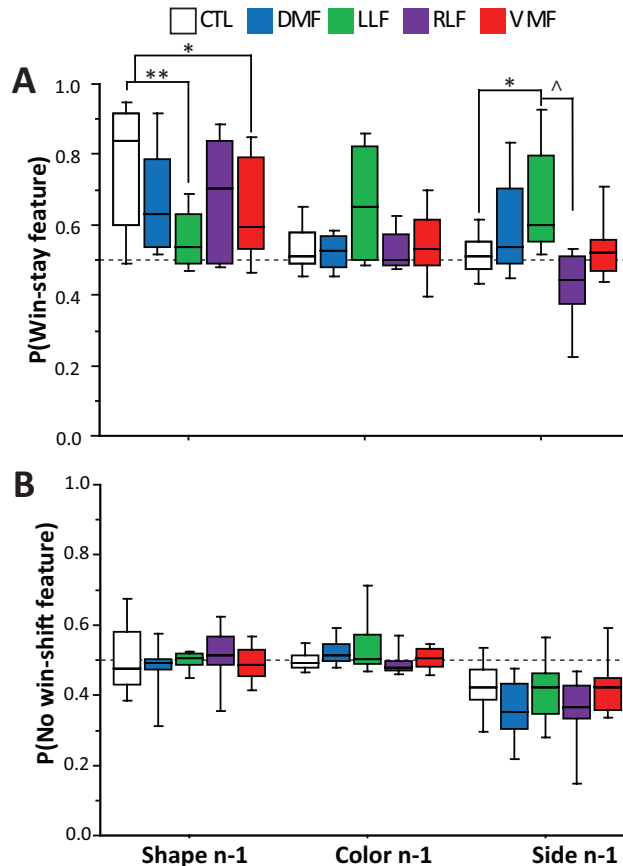 CTL DMF LLF RLF VMF
A
P(Win-stay feature)
1.0
0.8
0.6
0.4
0.2
0.0
**
*
*
^
B
P(No win-shift feature)
1.0
0.8
0.6
0.4
0.2
0.0
Shape n-1 Color n-1 Side n-1